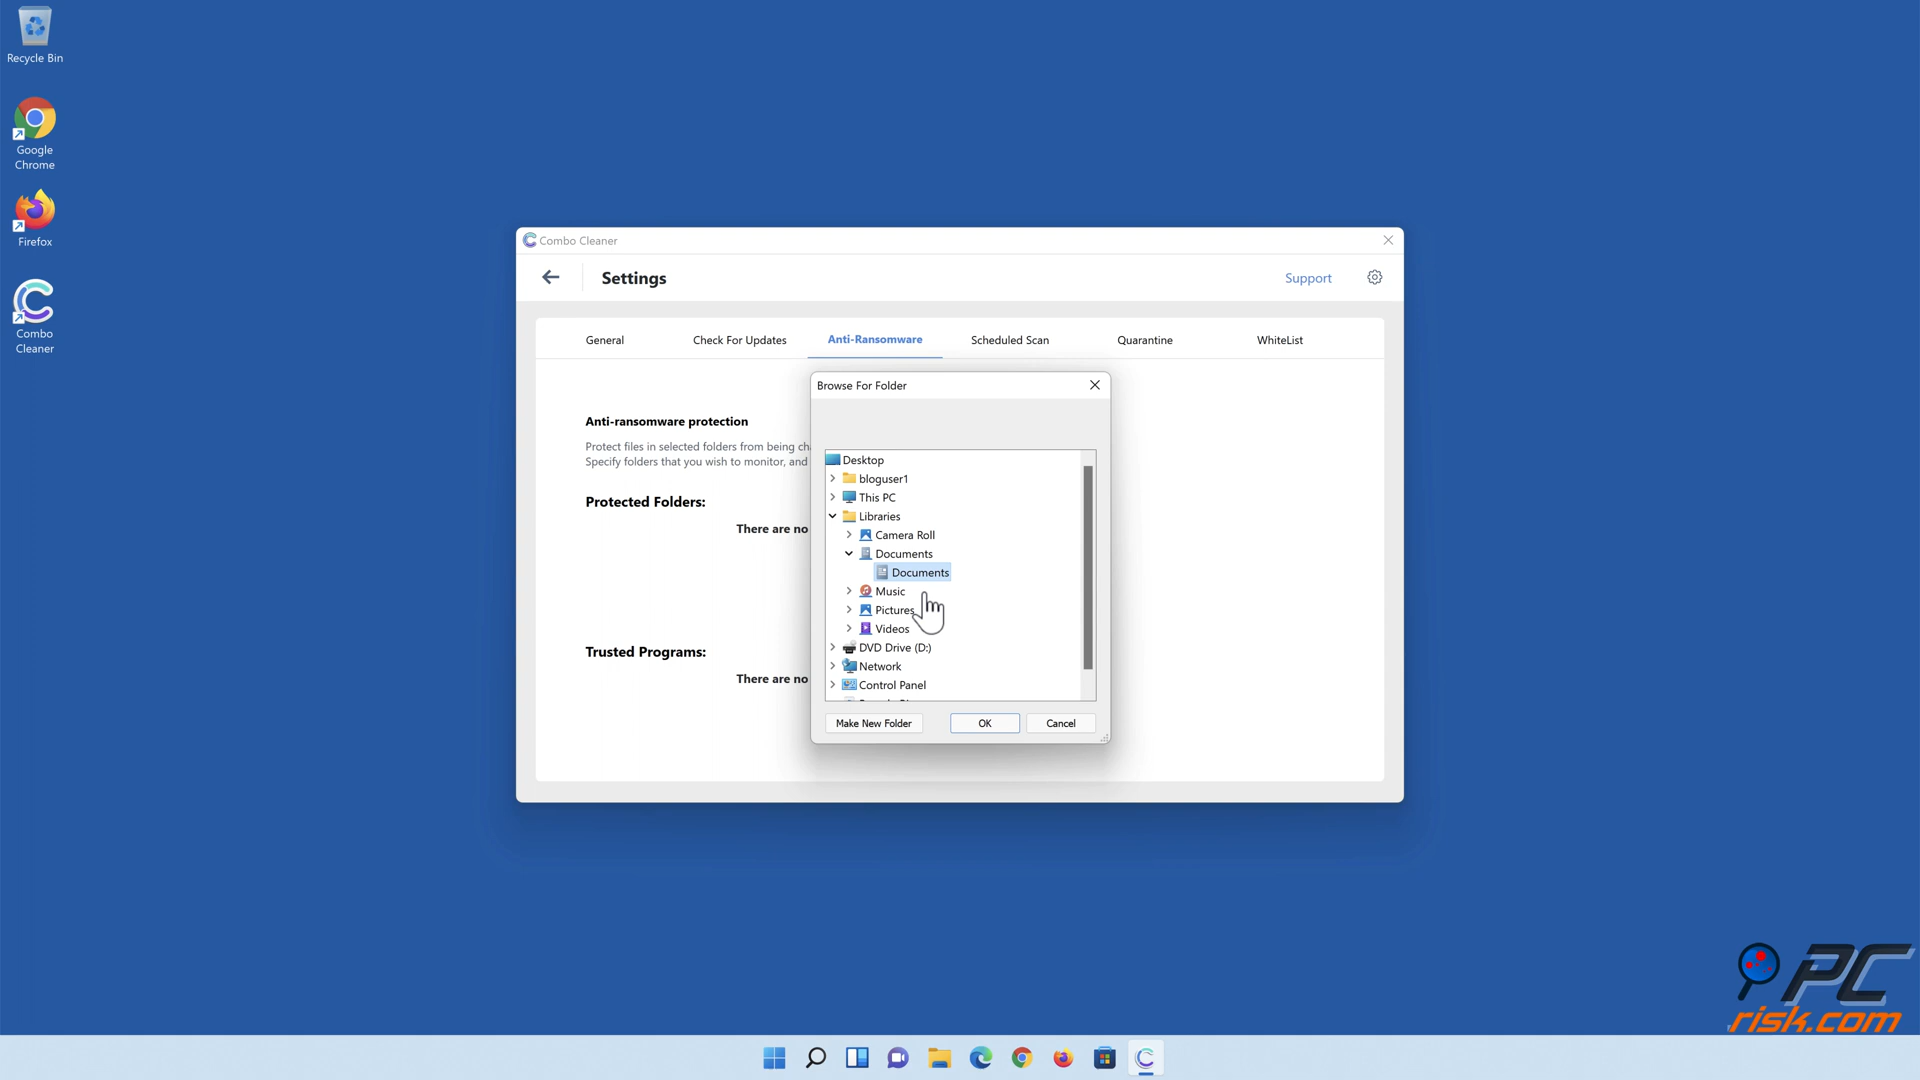 Recycle Bin
Google
Chrome
Firefox
Combo
Cleaner
Combo Cleaner
Settings
Support
General
Check For Updates
Anti-Ransomware
Scheduled Scan
Quarantine
WhiteList
Anti-ransomware protection
Protect files in selected folders from being
Specify folders that you wish to monitor, and
Protected Folders:
There are no
Trusted Programs:
There are no
Browse For Folder
Desktop
bloguser1
This PC
Libraries
Camera Roll
Documents
Documents
Music
Pictures
Videos
DVD Drive (D:)
Network
Control Panel
Make New Folder
OK
Cancel
PC
risk.com